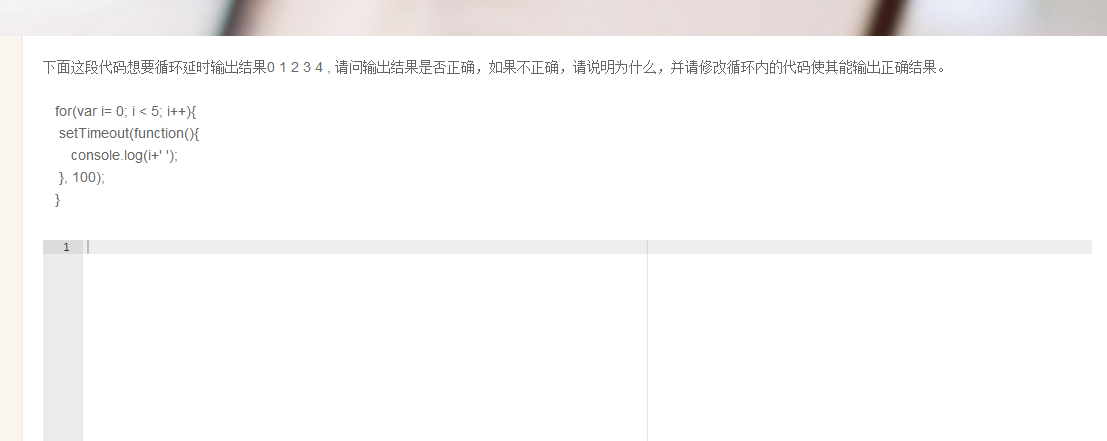 下面这段代码想要循环延时输出结果0 1 2 3 4 , 请问输出结果是否正确，如果不正确，请说明为什么，并请修改循环内的代码使其能输出正确结果。
for(var i= 0; i < 5; i++){
setTimeout(function(){
console.log(i+' ');
}, 100);
}
1